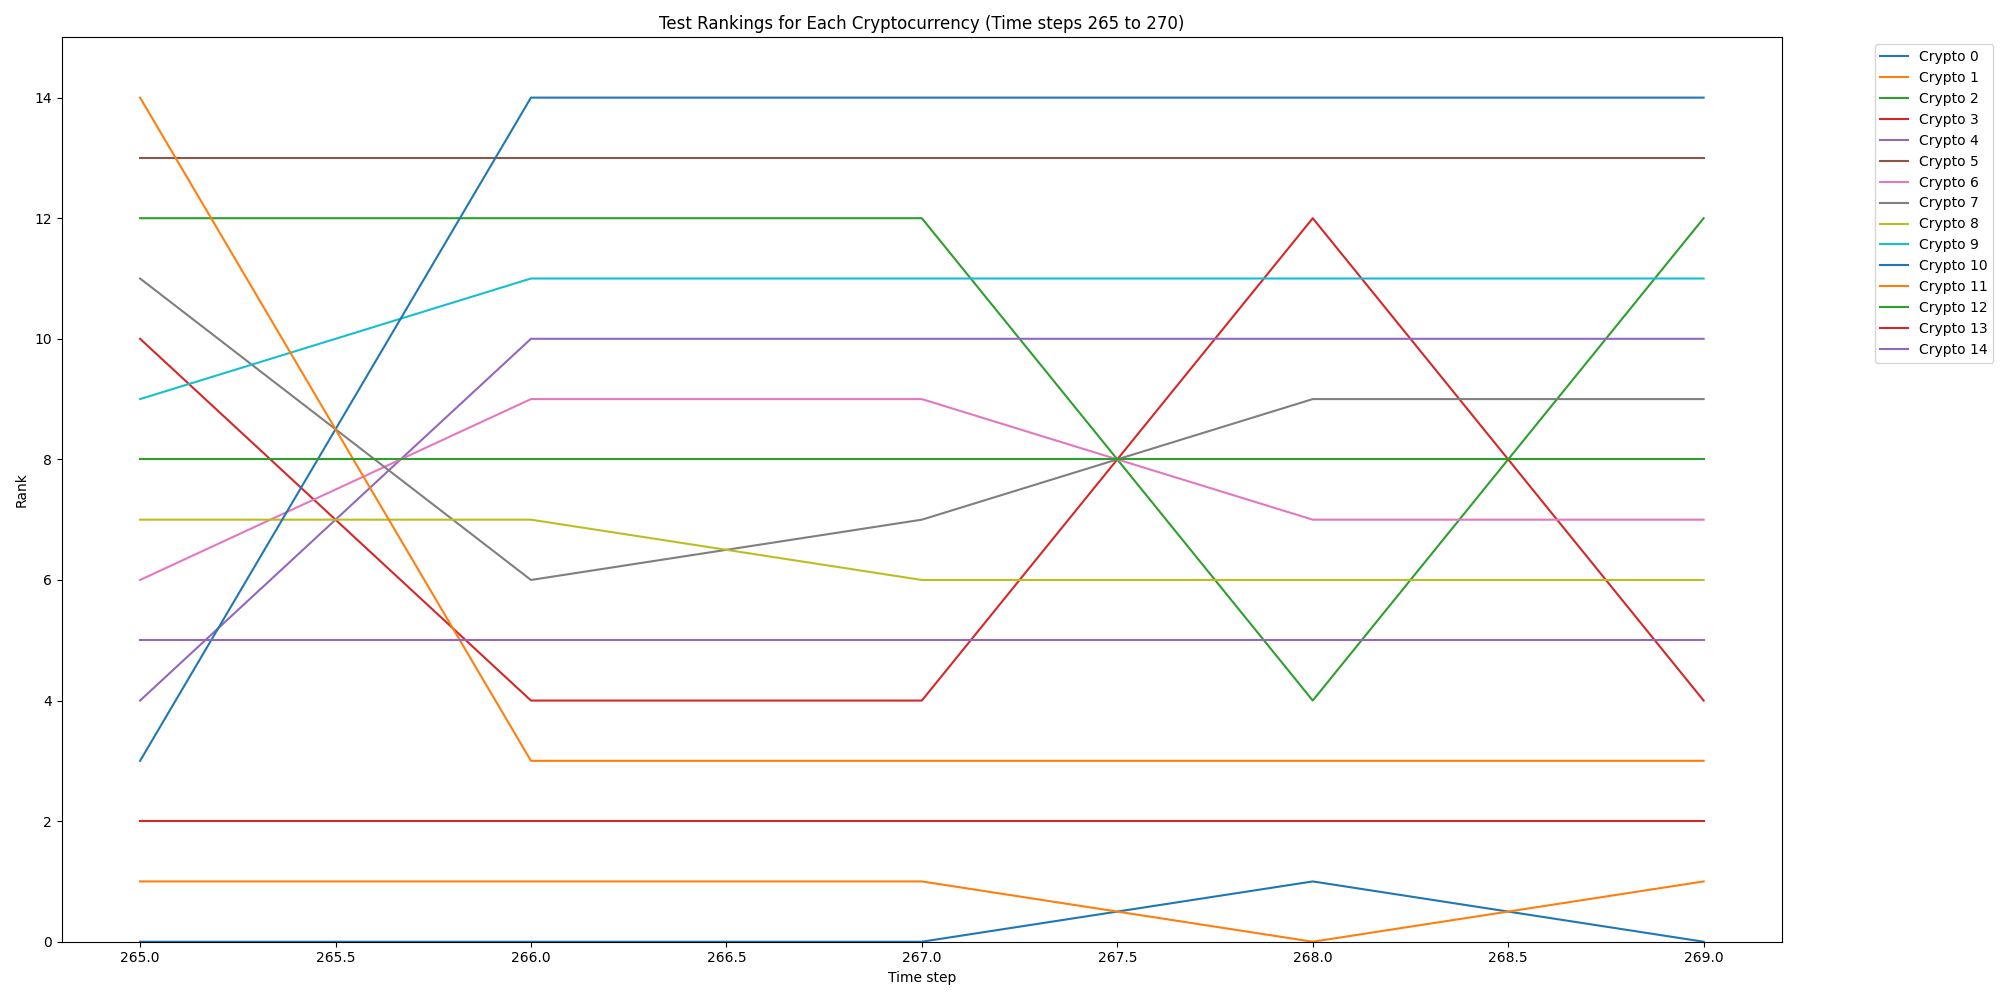 Test Rankings for Each Cryptocurrency (Time steps 265 to 270)
Rank
14
12
10
8
6
4
2
0
265.0
265.5
266.0
266.5
267.0
267.5
268.0
268.5
269.0
Time step
Crypto 0
Crypto 1
Crypto 2
Crypto 3
Crypto 4
Crypto 5
Crypto 6
Crypto 7
Crypto 8
Crypto 9
Crypto 10
Crypto 11
Crypto 12
Crypto 13
Crypto 14